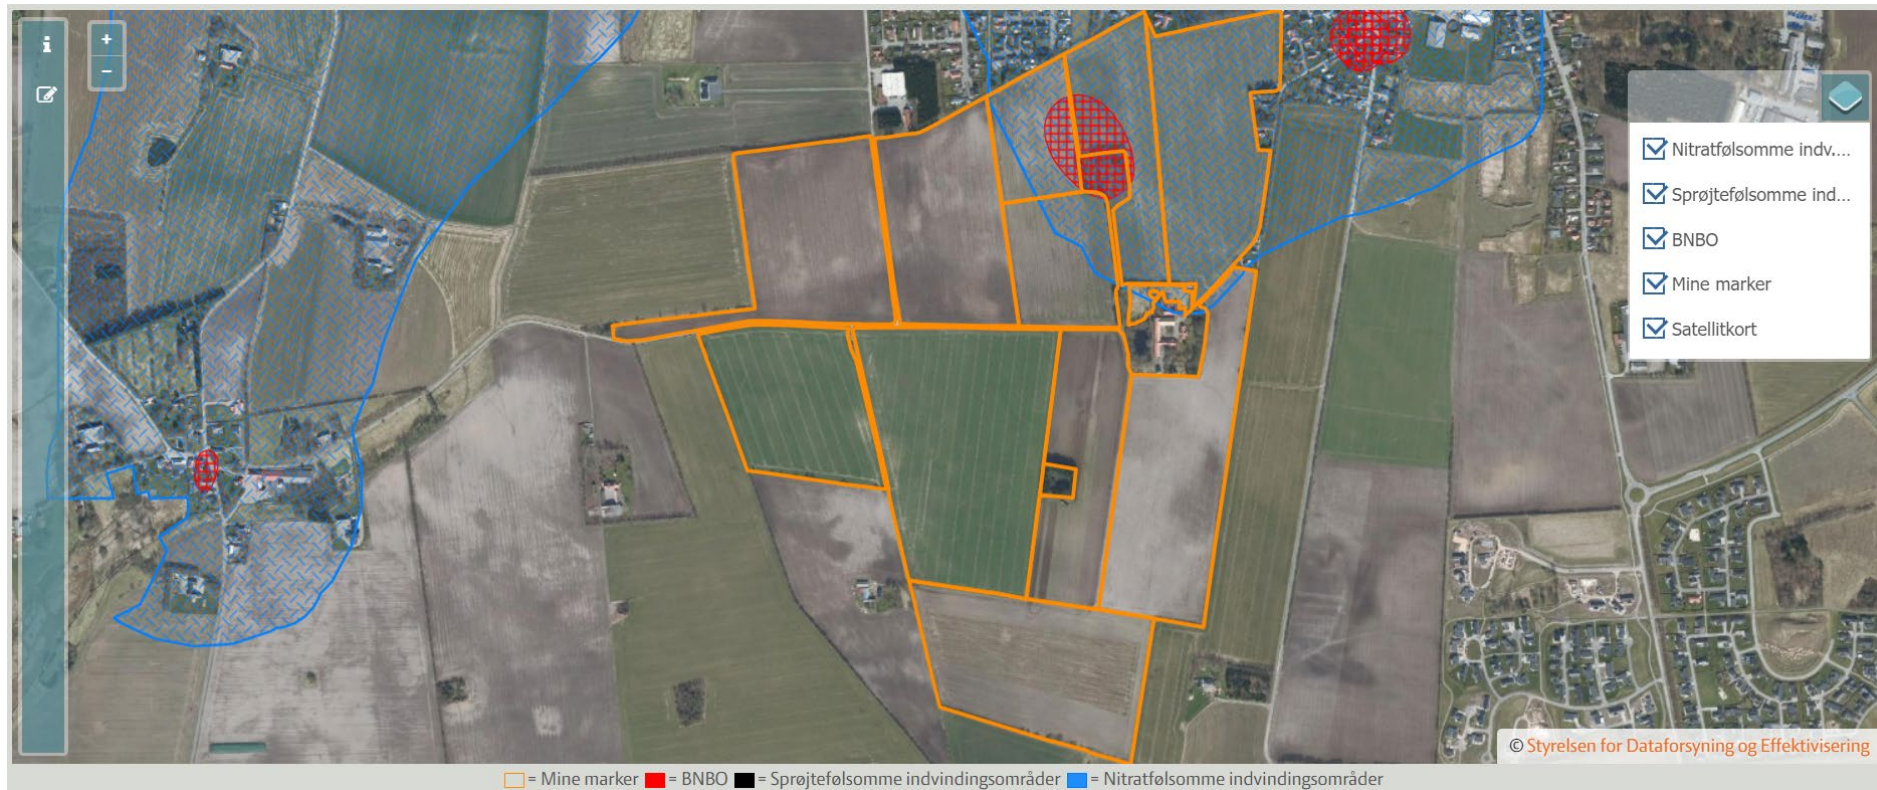 +
−
Nitratfølsomme indv....
Sprøjtefølsomme ind...
BNBO
Mine marker
Satellitkort
© Styrelsen for Dataforsyning og Effektivisering
= Mine marker = BNBO = Sprøjtefølsomme indvindingsområder = Nitratfølsomme indvindingsområder